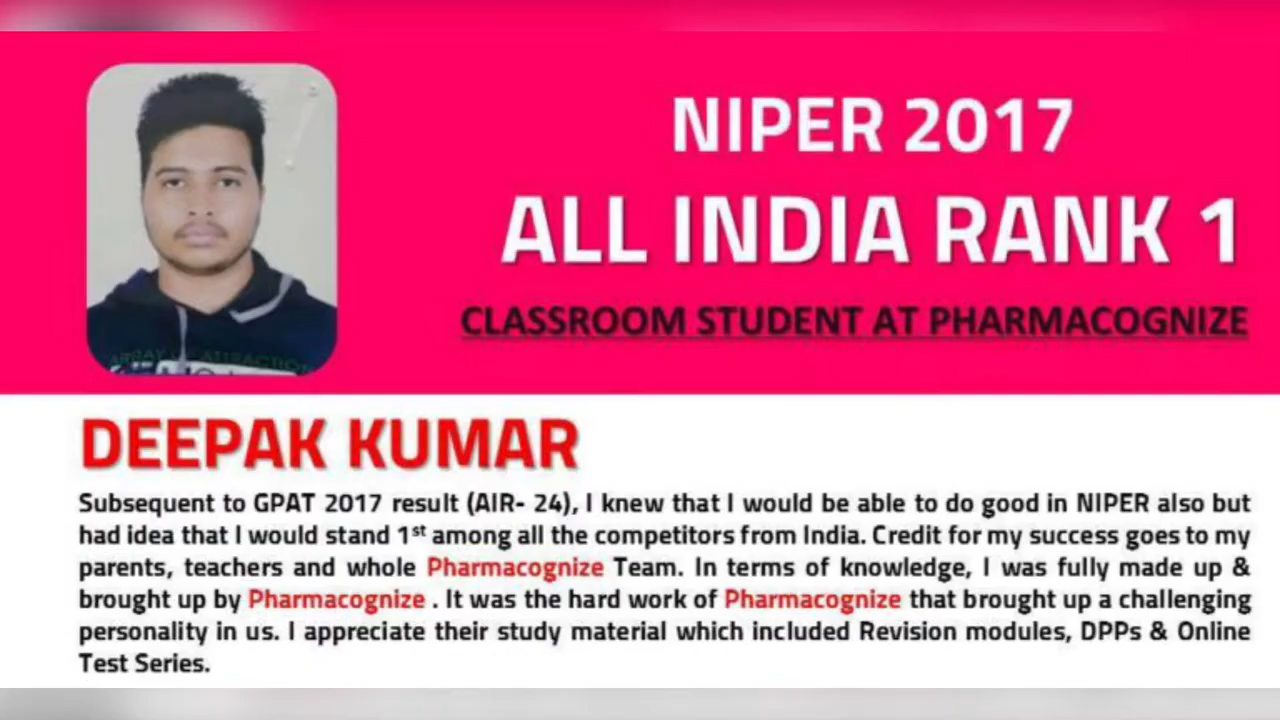 NIPER 2017
ALL INDIA RANK 1
CLASSROOM STUDENT AT PHARMACOGNIZE
ARRAY OF ATTRACTION
DEEPAK KUMAR
Subsequent to GPAT 2017 result (AIR- 24), I knew that I would be able to do good in NIPER also but
had idea that I would stand 1st among all the competitors from India. Credit for my success goes to my
parents, teachers and whole Pharmacognize Team. In terms of knowledge, I was fully made up &
brought up by Pharmacognize . It was the hard work of Pharmacognize that brought up a challenging
personality in us. I appreciate their study material which included Revision modules, DPPs & Online
Test Series.